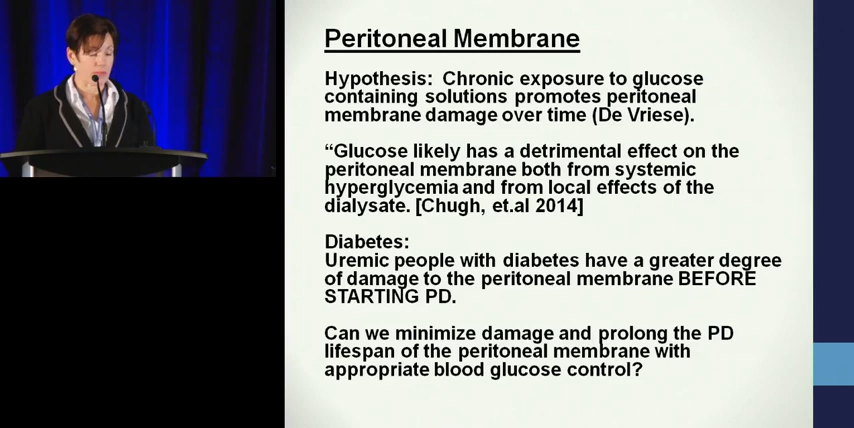 Peritoneal Membrane
Hypothesis: Chronic exposure to glucose
containing solutions promotes peritoneal
membrane damage over time (De Vriese).
“Glucose likely has a detrimental effect on the
peritoneal membrane both from systemic
hyperglycemia and from local effects of the
dialysate. [Chugh, et.al 2014]
Diabetes:
Uremic people with diabetes have a greater degree
of damage to the peritoneal membrane BEFORE
STARTING PD.
Can we minimize damage and prolong the PD
lifespan of the peritoneal membrane with
appropriate blood glucose control?